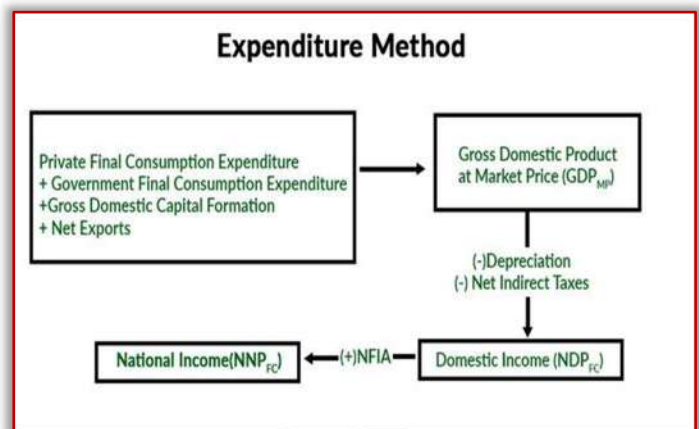 Expenditure Method
Private Final Consumption Expenditure
+ Government Final Consumption Expenditure
+Gross Domestic Capital Formation
+ Net Exports
Gross Domestic Product
at Market Price (GDPMP)
(-)Depreciation
(-) Net Indirect Taxes
National Income(NNPFC)
(+)NFIA
Domestic Income (NDPFC)